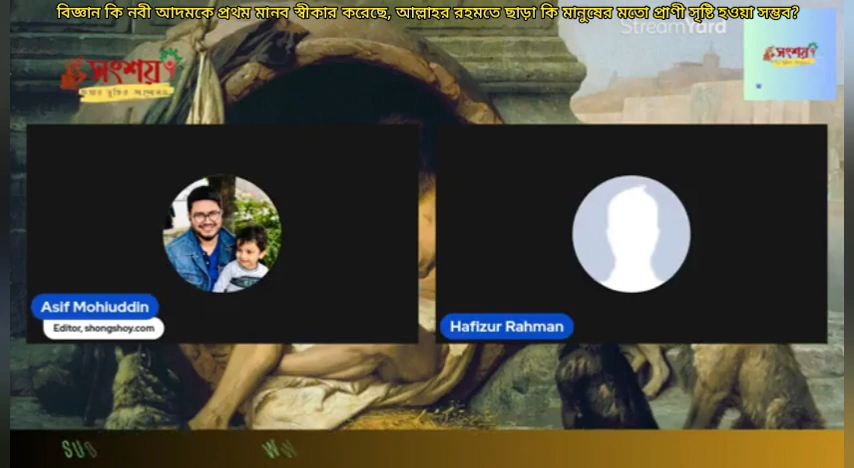 বিজ্ঞান কি নবী আদমকে প্রথম মানব স্বীকার করেছে, আল্লাহর রহমতে ছাড়া কি মানুষের মতো প্রাণী সৃষ্টি হওয়া সম্ভব?
StreamYard
সংশয়
সংশয়
Asif Mohiuddin
Editor, shongshoy.com
Hafizur Rahman